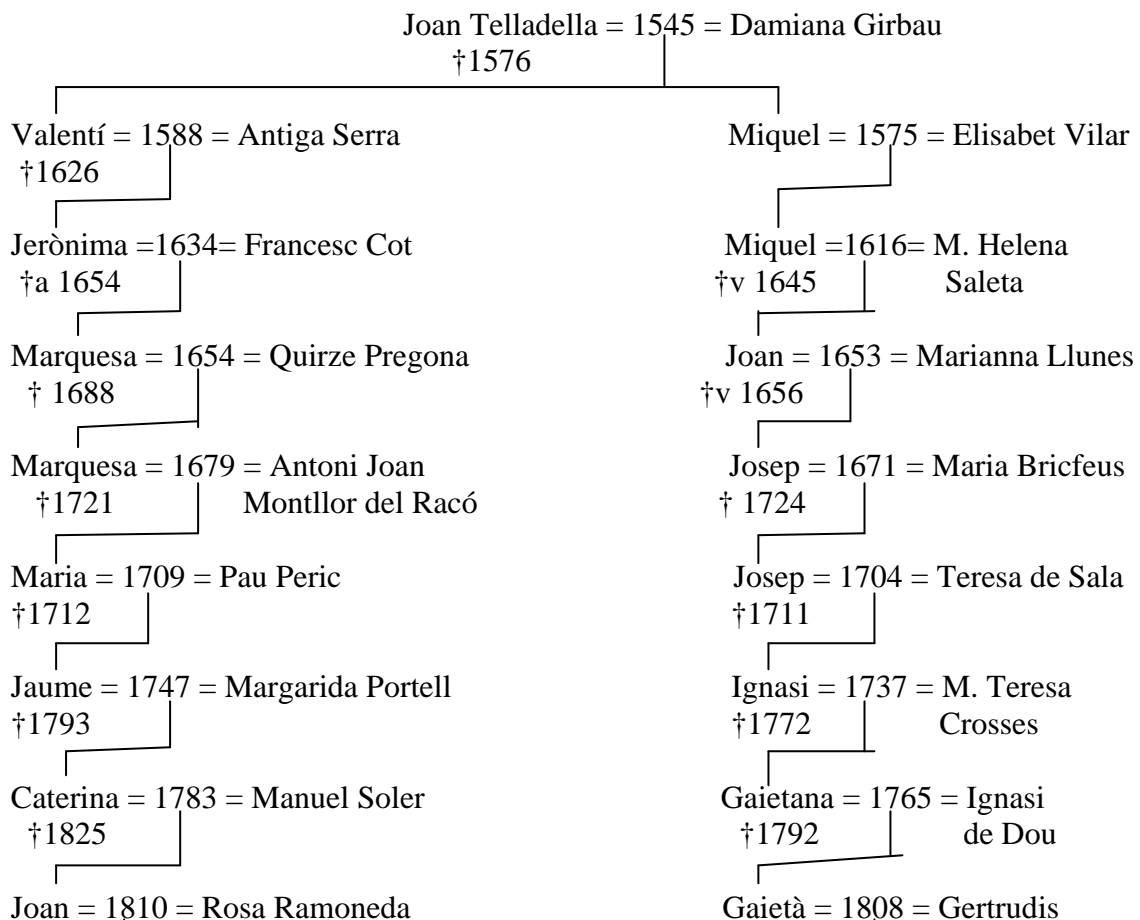 Joan Telladella = 1545 = Damiana Girbau
†1576
Valentí = 1588 = Antiga Serra
†1626
Miquel = 1575 = Elisabet Vilar
Jerònima =1634= Francesc Cot
†a 1654
Miquel =1616= M. Helena
†v 1645 Saleta
Marquesa = 1654 = Quirze Pregona
† 1688
Joan = 1653 = Marianna Llunes
†v 1656
Marquesa = 1679 = Antoni Joan
†1721 Montllor del Racó
Josep = 1671 = Maria Bricfeus
† 1724
Maria = 1709 = Pau Peric
†1712
Josep = 1704 = Teresa de Sala
†1711
Jaume = 1747 = Margarida Portell
†1793
Ignasi = 1737 = M. Teresa
†1772 Crosses
Caterina = 1783 = Manuel Soler
†1825
Gaietana = 1765 = Ignasi
†1792 de Dou
Joan = 1810 = Rosa Ramoneda
Gaietà = 1808 = Gertrudis